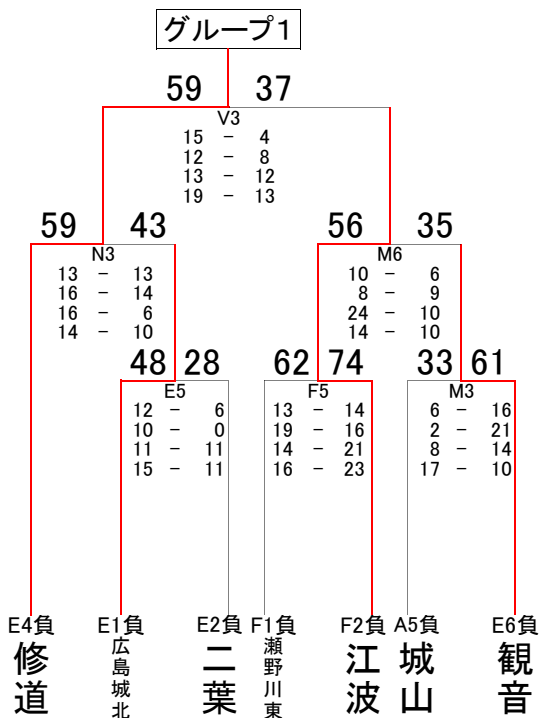 グループ1
59 37
V3
15 － 4
12 － 8
13 － 12
19 － 13
59 43 56 35
N3 M6
13 － 13 10 － 6
16 － 14 8 － 9
16 － 6 24 － 10
14 － 10 14 － 10
48 28 62 74 33 61
E5 F5 M3
12 － 6 13 － 14 6 － 16
10 － 0 19 － 16 2 － 21
11 － 11 14 － 21 8 － 14
15 － 11 16 － 23 17 － 10
E4負 E1負 E2負 F1負 F2負 A5負 E6負
修道 広島城北 二葉 瀬野川東 江波 城山 観音